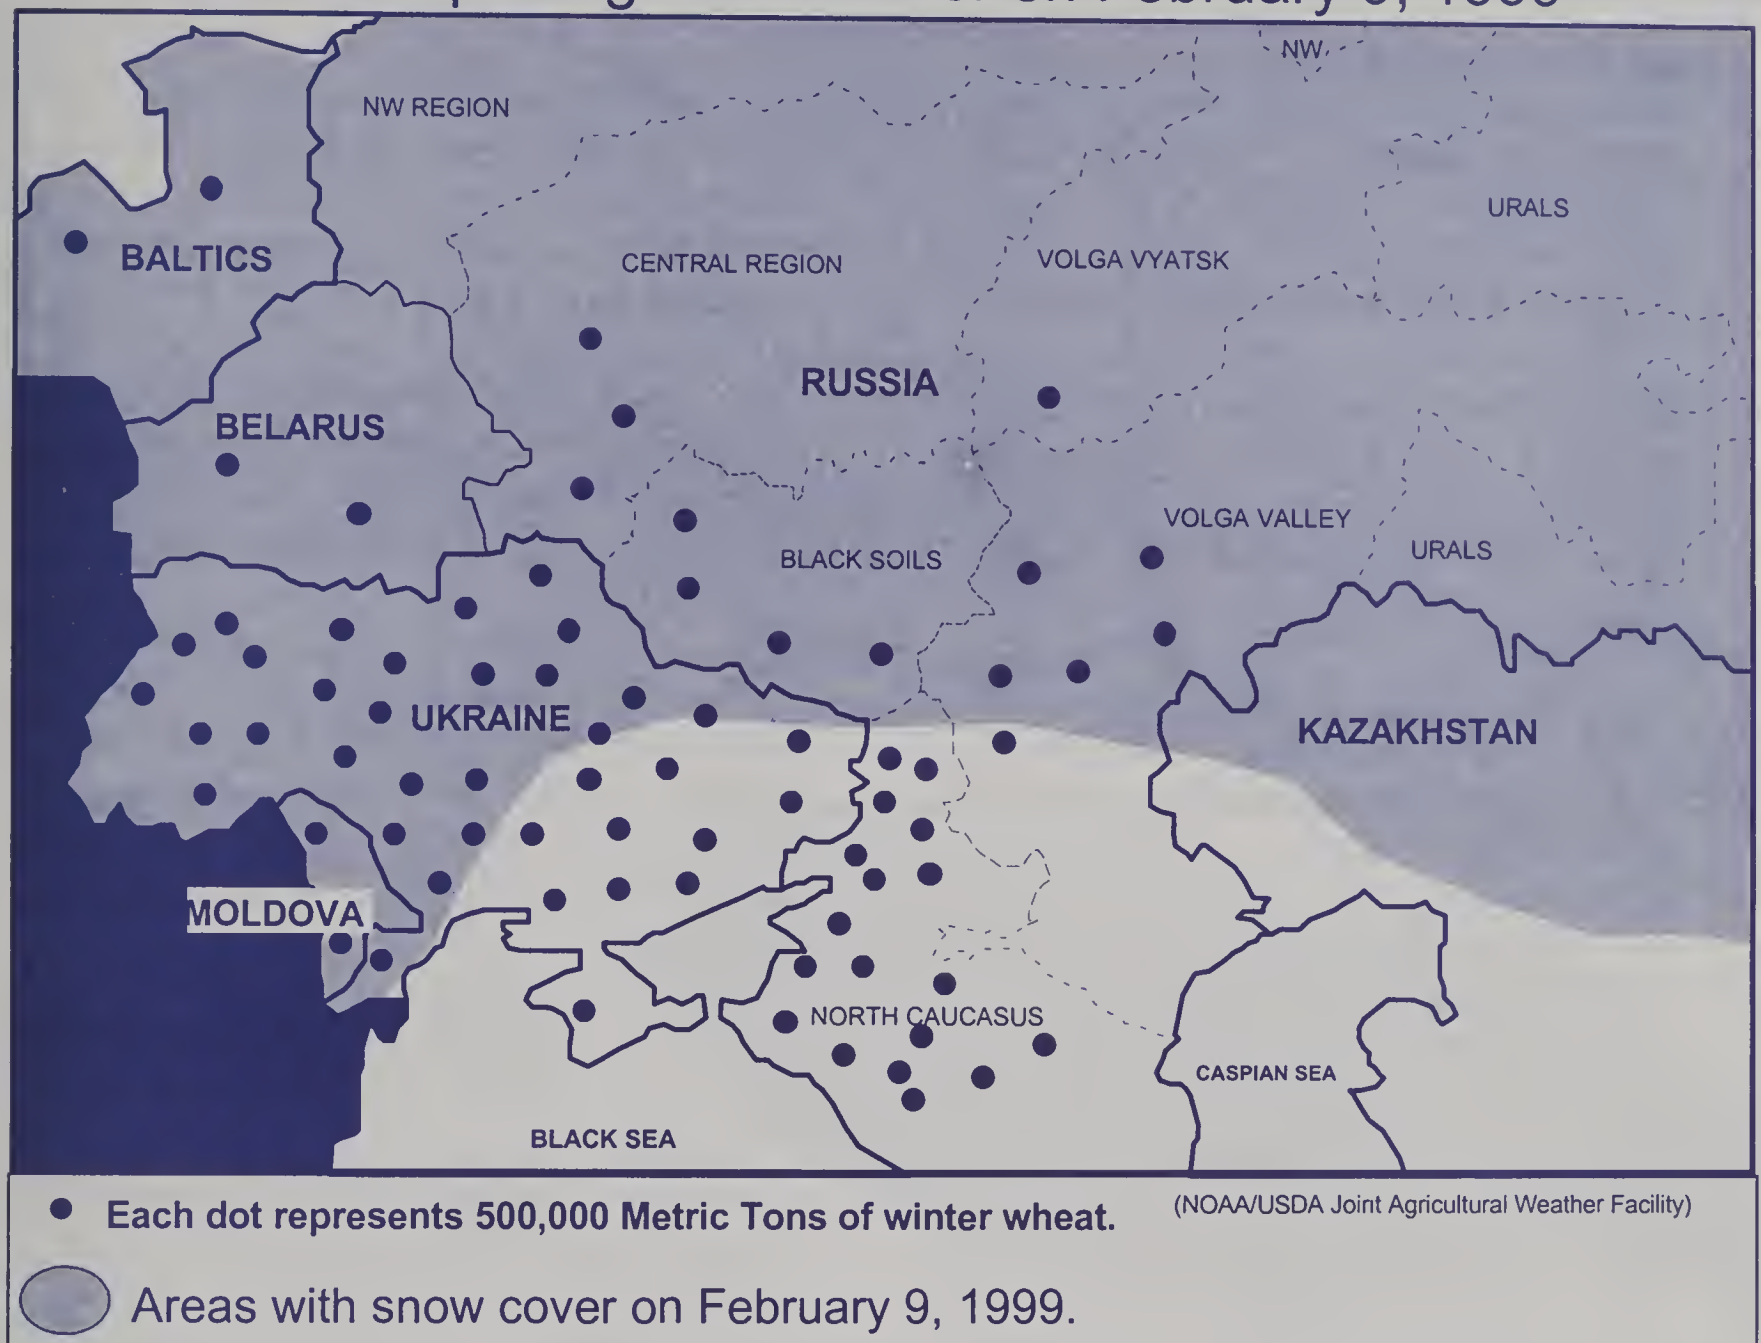 NW
NW REGION
URALS
BALTICS
CENTRAL REGION
VOLGA VYATSK
RUSSIA
BELARUS
VOLGA VALLEY
URALS
BLACK SOILS
UKRAINE
KAZAKHSTAN
MOLDOVA
NORTH CAUCASUS
CASPIAN SEA
BLACK SEA
Each dot represents 500,000 Metric Tons of winter wheat.
(NOAA/USDA Joint Agricultural Weather Facility)
Areas with snow cover on February 9, 1999.